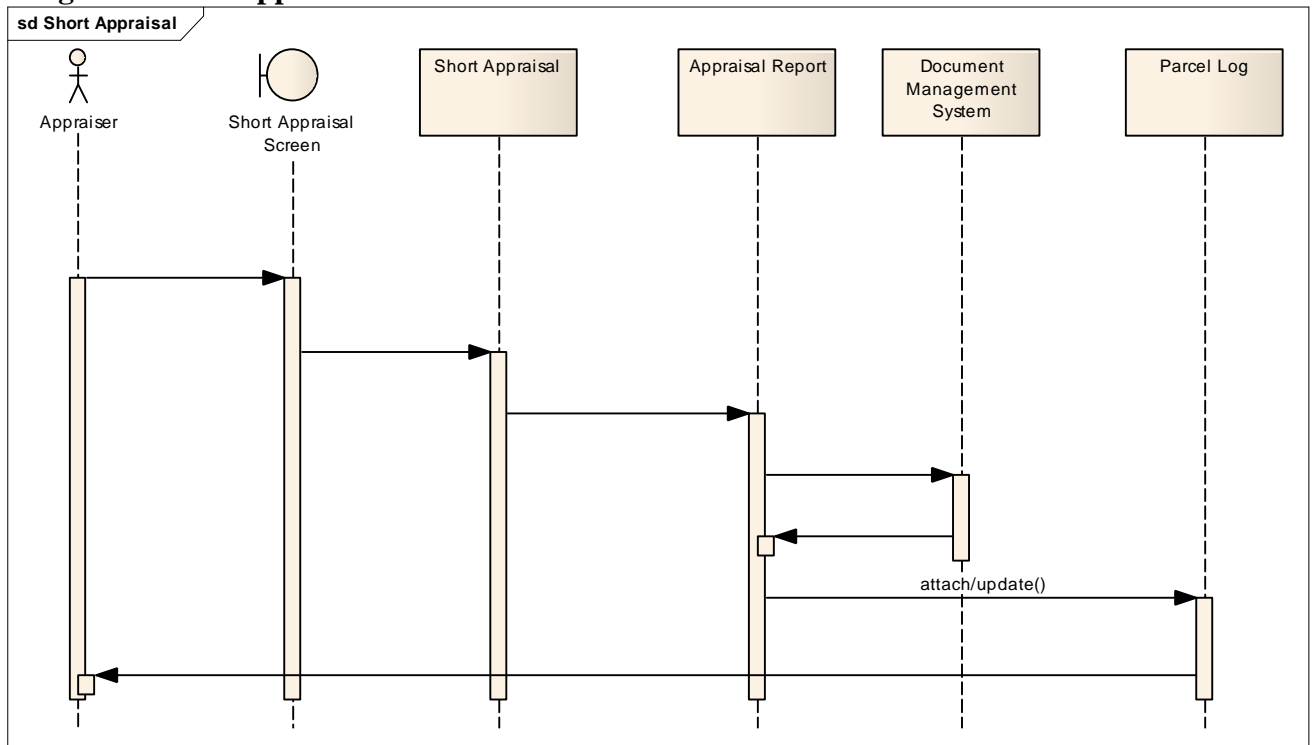 sd Short Appraisal
Appraiser
Short Appraisal
Screen
Short Appraisal
Appraisal Report
Document
Management
System
Parcel Log
attach/update()